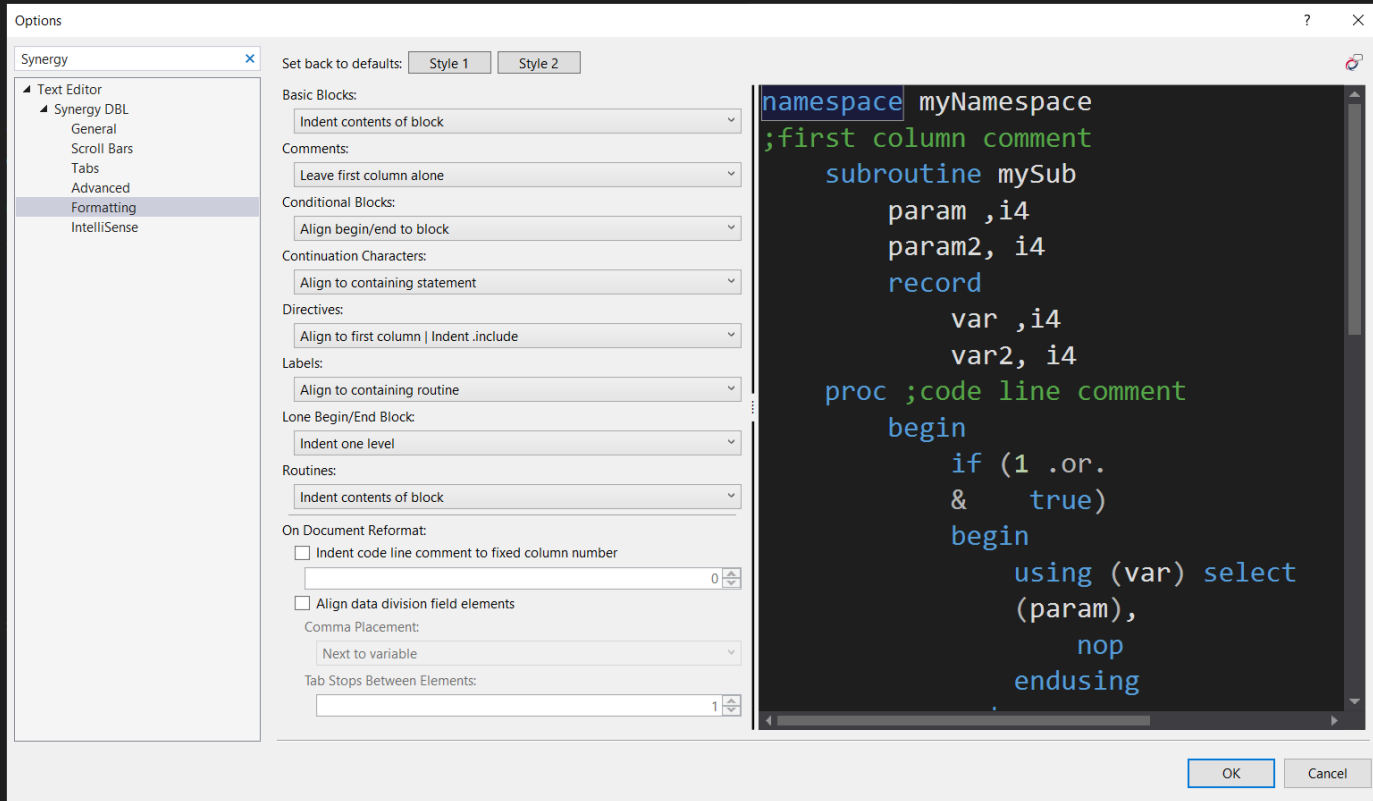 Options
?
Synergy
Text Editor
Synergy DBL
General
Scroll Bars
Tabs
Advanced
Formatting
IntelliSense
Set back to defaults: Style 1 Style 2
Basic Blocks:
Indent contents of block
Comments:
Leave first column alone
Conditional Blocks:
Align begin/end to block
Continuation Characters:
Align to containing statement
Directives:
Align to first column | Indent .include
Labels:
Align to containing routine
Lone Begin/End Block:
Indent one level
Routines:
Indent contents of block
On Document Reformat:
Indent code line comment to fixed column number
0
Align data division field elements
Comma Placement:
Next to variable
Tab Stops Between Elements:
1
namespace myNamespace
;first column comment
subroutine mySub
param ,i4
param2, i4
record
var ,i4
var2, i4
proc ;code line comment
begin
if (1 .or.
&    true)
begin
using (var) select
(param),
nop
endusing
OK Cancel